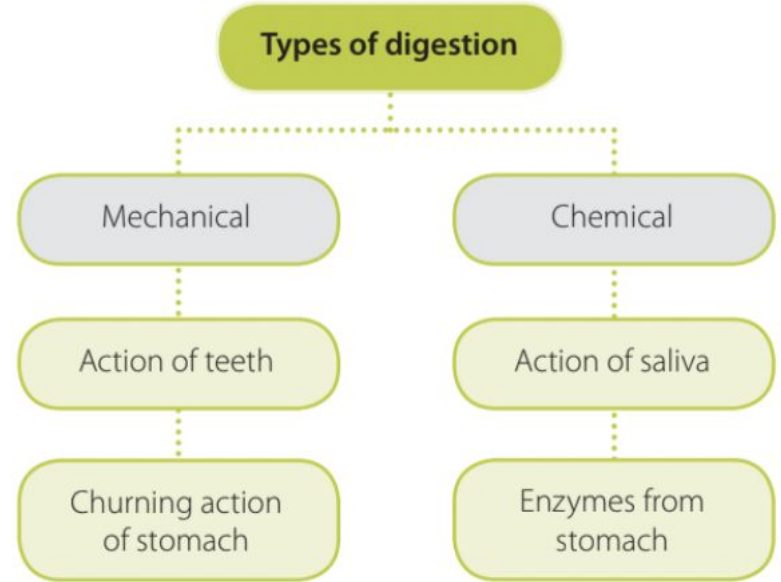 Types of digestion
Mechanical
Chemical
Action of teeth
Action of saliva
Churning action
of stomach
Enzymes from
stomach